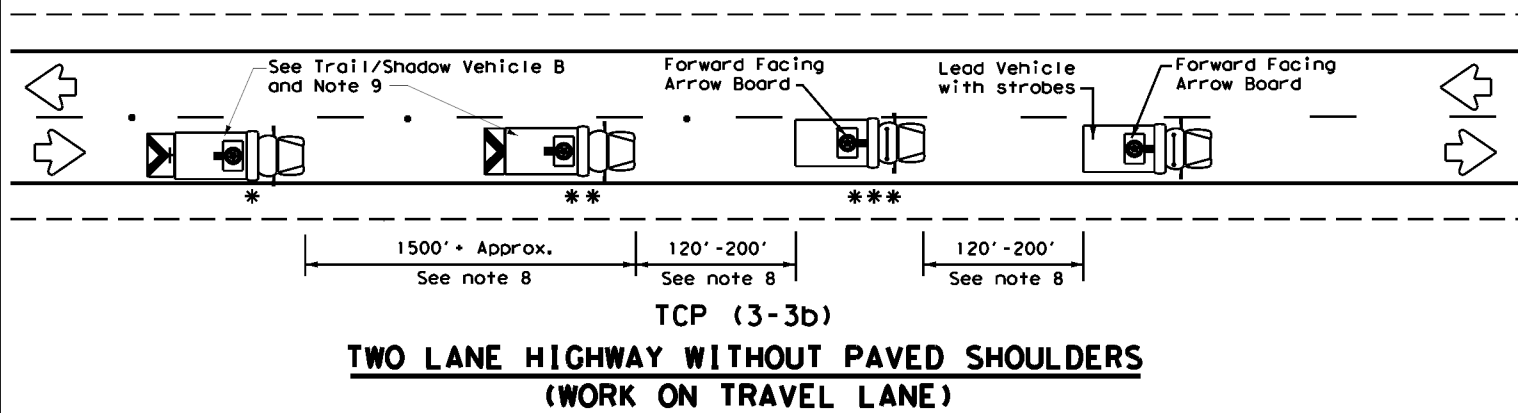 See Trail/Shadow Vehicle B
and Note 9
Forward Facing
Arrow Board
Lead Vehicle
with strobes
Forward Facing
Arrow Board
*
**
***
1500'+ Approx.
See note 8
120'-200'
See note 8
120'-200'
See note 8
TCP (3-3b)
TWO LANE HIGHWAY WITHOUT PAVED SHOULDERS
(WORK ON TRAVEL LANE)